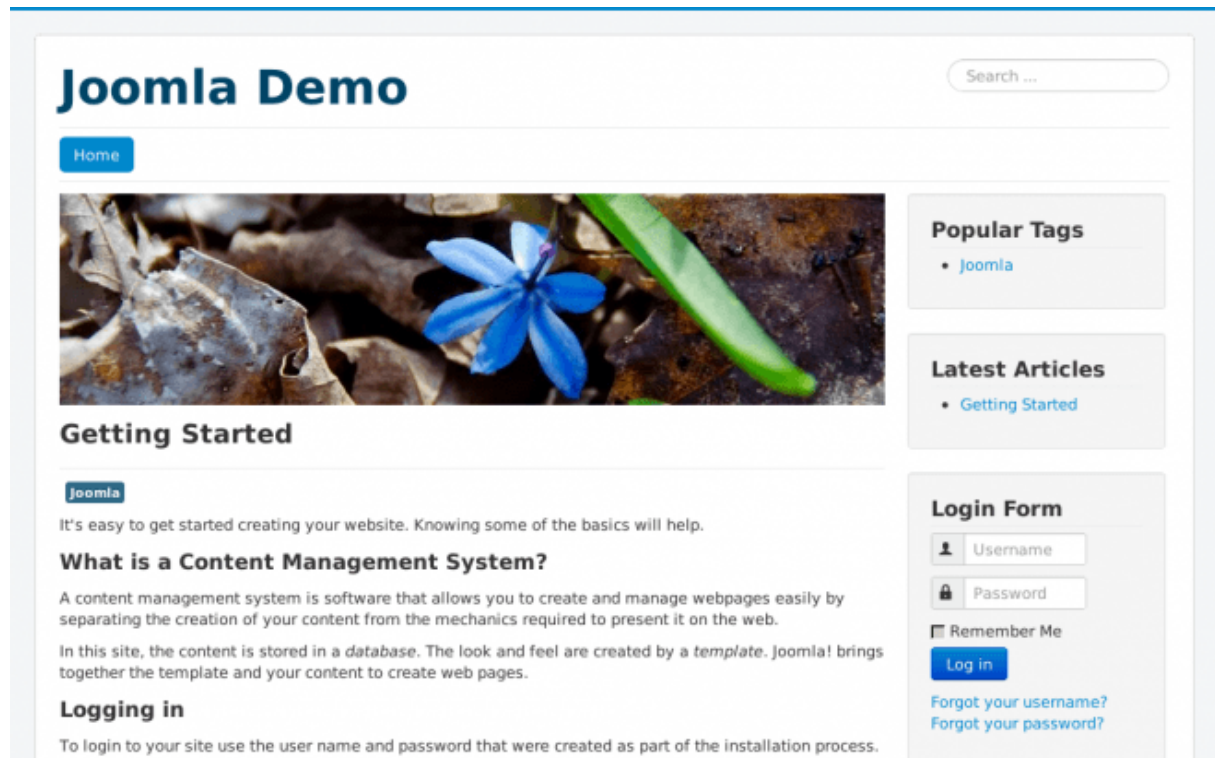 Joomla Demo
Search ...
Home
Getting Started
Joomla
It's easy to get started creating your website. Knowing some of the basics will help.
What is a Content Management System?
A content management system is software that allows you to create and manage webpages easily by
separating the creation of your content from the mechanics required to present it on the web.
In this site, the content is stored in a database. The look and feel are created by a template. Joomla! brings
together the template and your content to create web pages.
Logging in
To login to your site use the user name and password that were created as part of the installation process.
Popular Tags
Joomla
Latest Articles
Getting Started
Login Form
Username
Password
Remember Me
Log in
Forgot your username?
Forgot your password?